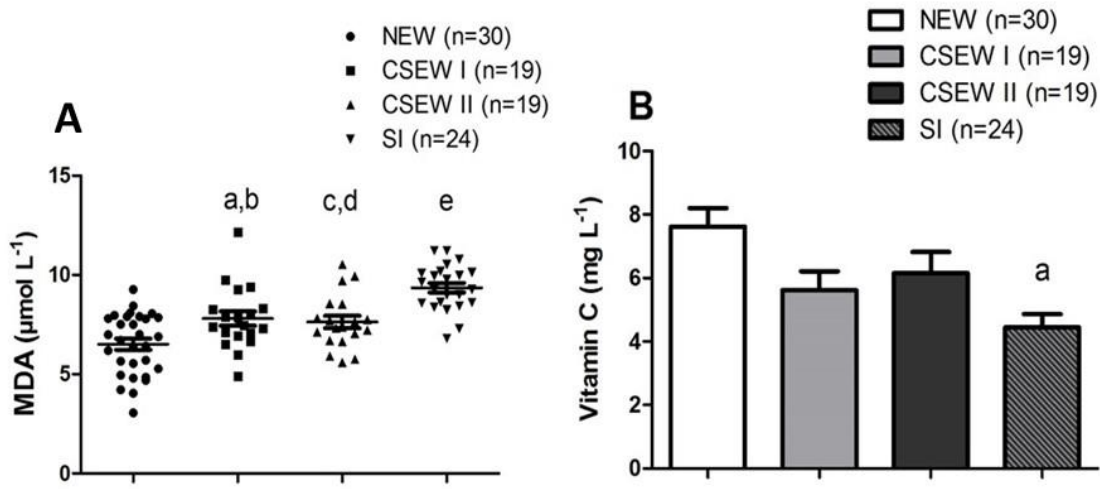 A
NEW (n=30)
CSEW I (n=19)
CSEW II (n=19)
SI (n=24)
MDA (µmol L⁻¹)
15
10
5
0
a,b
c,d
e
B
NEW (n=30)
CSEW I (n=19)
CSEW II (n=19)
SI (n=24)
Vitamin C (mg L⁻¹)
10
8
6
4
2
0
a